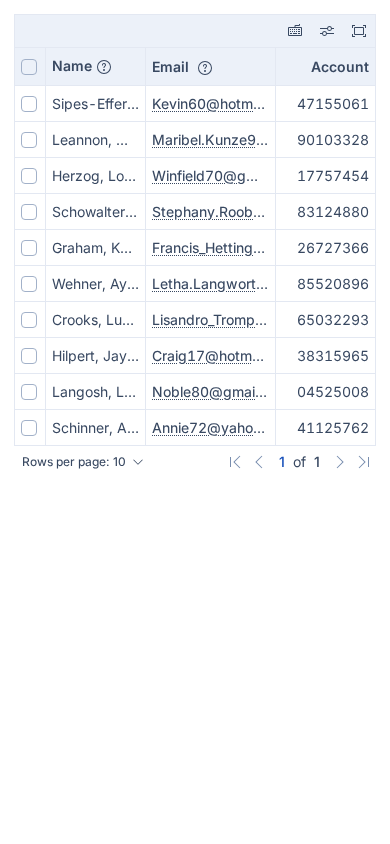 Name Email Account
Sipes-Effer... Kevin60@hotm... 47155061
Leannon, ... Maribel.Kunze9... 90103328
Herzog, Lo... Winfield70@g... 17757454
Schowalter... Stephany.Roob... 83124880
Graham, K... Francis_Hetting... 26727366
Wehner, Ay... Letha.Langwort... 85520896
Crooks, Lu... Lisandro_Tromp... 65032293
Hilpert, Jay... Craig17@hotm... 38315965
Langosh, L... Noble80@gmai... 04525008
Schinner, A... Annie72@yaho... 41125762
Rows per page: 10 1 of 1